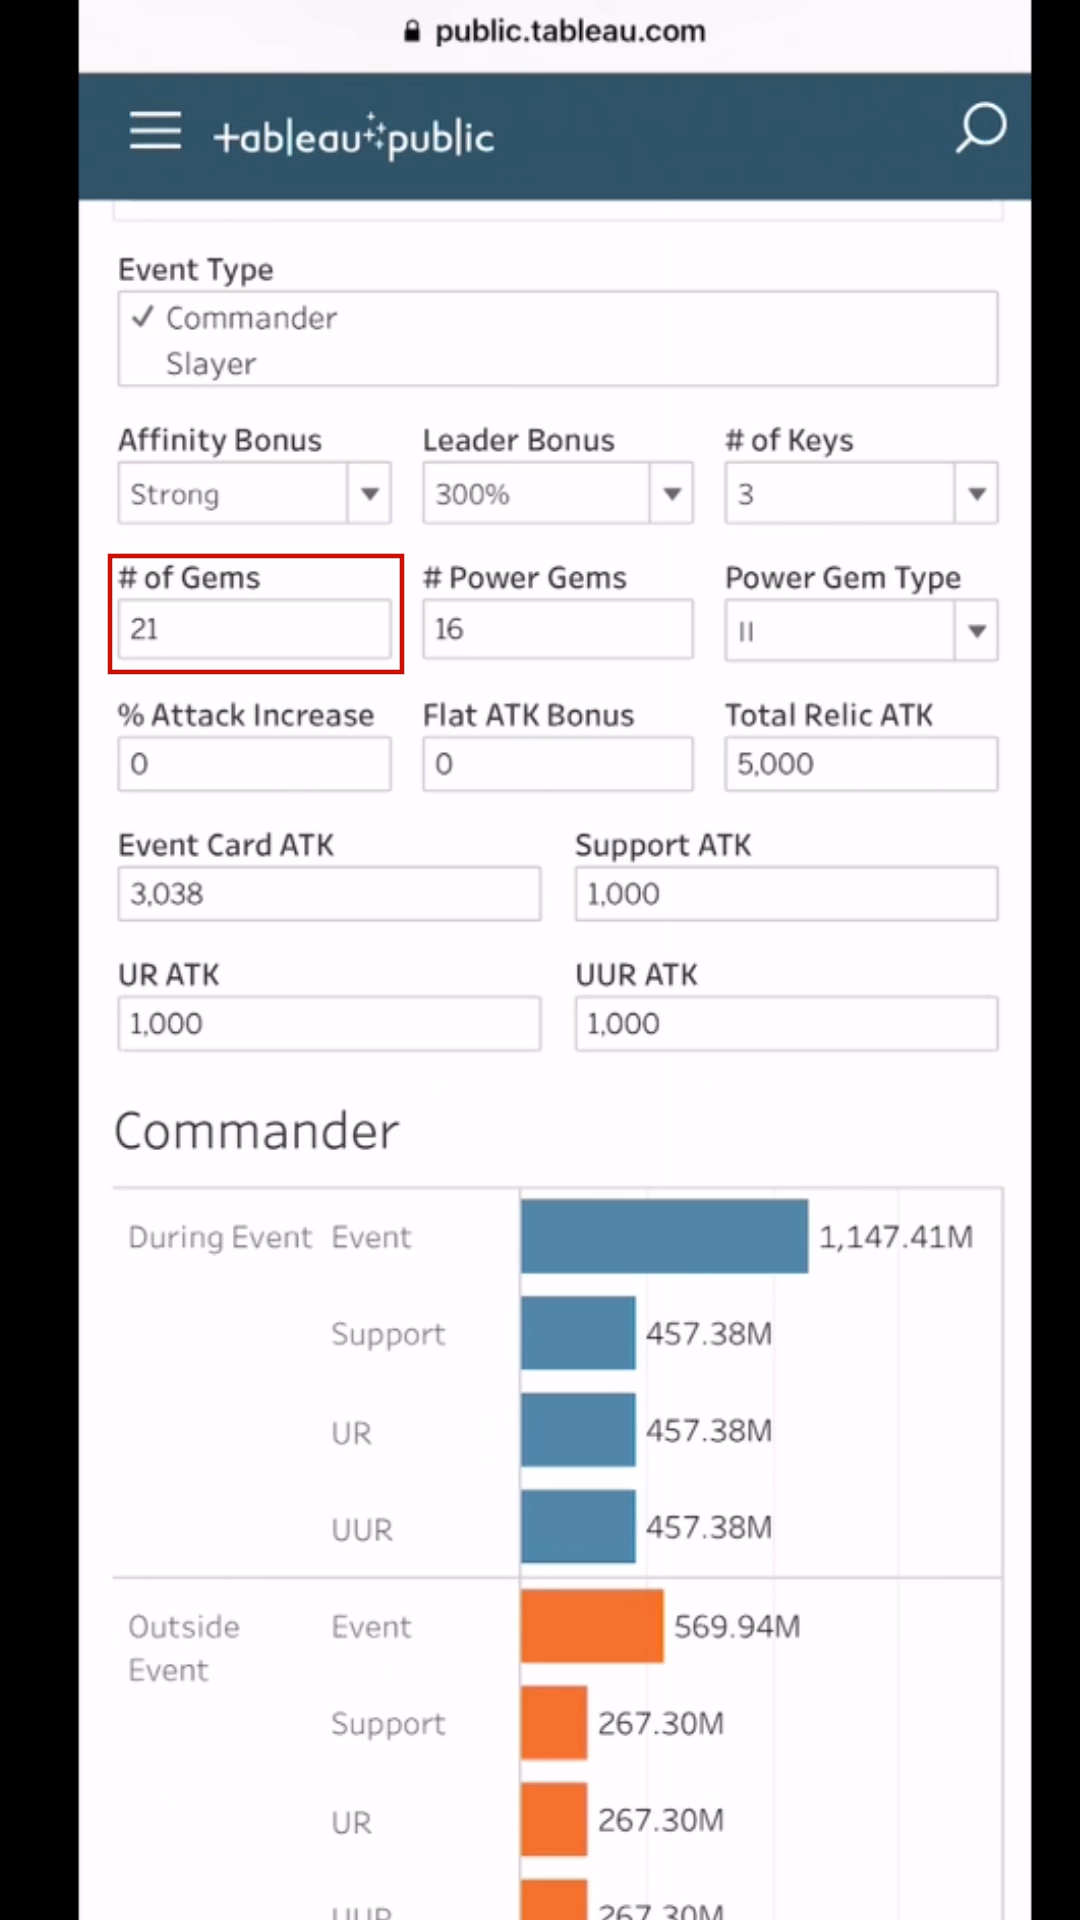 public.tableau.com
tableau public
Event Type
✓ Commander
Slayer
Affinity Bonus Leader Bonus # of Keys
Strong 300% 3
# of Gems # Power Gems Power Gem Type
21 16 II
% Attack Increase Flat ATK Bonus Total Relic ATK
0 0 5,000
Event Card ATK Support ATK
3,038 1,000
UR ATK UUR ATK
1,000 1,000
Commander
During Event Event 1,147.41M
Support 457.38M
UR 457.38M
UUR 457.38M
Outside Event Event 569.94M
Support 267.30M
UR 267.30M
UUR 267.30M